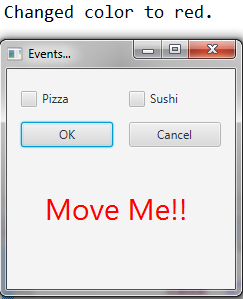 Changed color to red.
Events...
Pizza Sushi
OK Cancel
Move Me!!